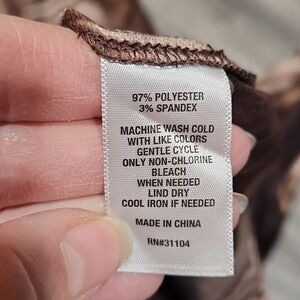 97% POLYESTER
3% SPANDEX
MACHINE WASH COLD
WITH LIKE COLORS
GENTLE CYCLE
ONLY NON-CHLORINE
BLEACH
WHEN NEEDED
LIND DRY
COOL IRON IF NEEDED
MADE IN CHINA
RN#31104